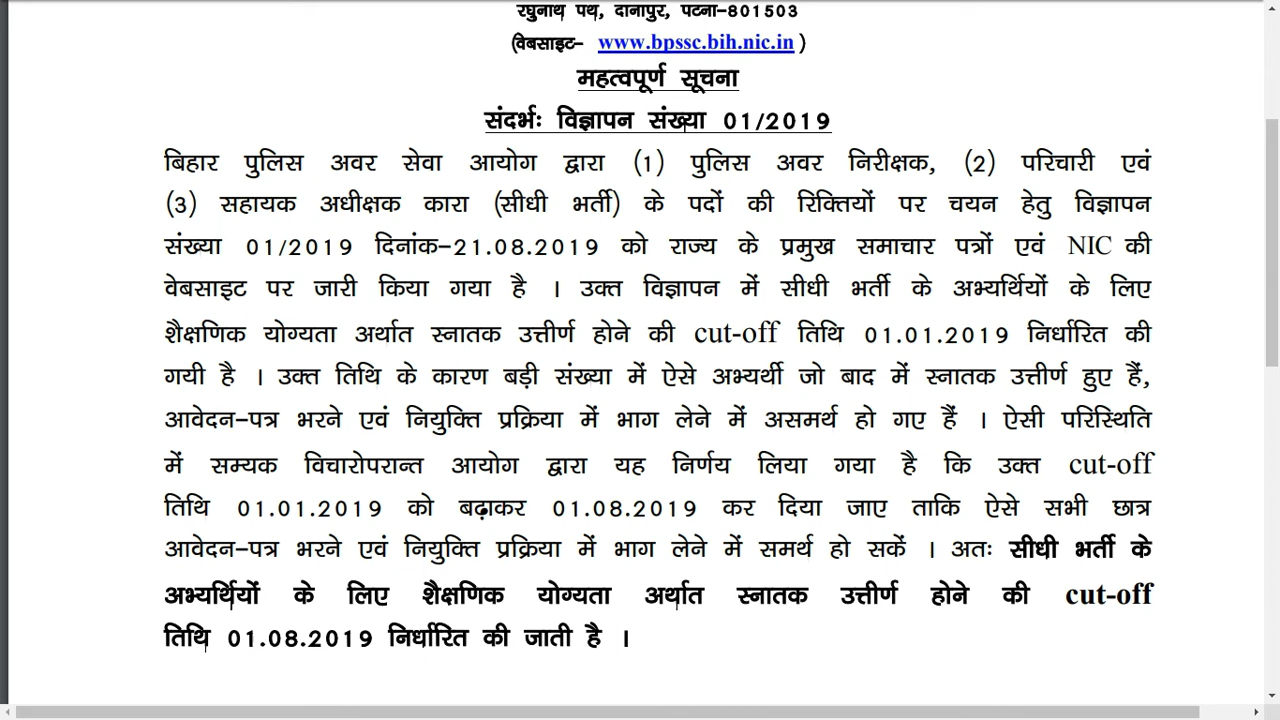 रघुनाथ पथ, दानापुर, पटना-801503
(वेबसाइट- www.bpssc.bih.nic.in )
महत्वपूर्ण सूचना
संदर्भः विज्ञापन संख्या 01/2019
बिहार पुलिस अवर सेवा आयोग द्वारा (1) पुलिस अवर निरीक्षक, (2) परिचारी एवं
(3) सहायक अधीक्षक कारा (सीधी भर्ती) के पदों की रिक्तियों पर चयन हेतु विज्ञापन
संख्या 01/2019 दिनांक-21.08.2019 को राज्य के प्रमुख समाचार पत्रों एवं NIC की
वेबसाइट पर जारी किया गया है । उक्त विज्ञापन में सीधी भर्ती के अभ्यर्थियों के लिए
शैक्षणिक योग्यता अर्थात स्नातक उत्तीर्ण होने की cut-off तिथि 01.01.2019 निर्धारित की
गयी है । उक्त तिथि के कारण बड़ी संख्या में ऐसे अभ्यर्थी जो बाद में स्नातक उत्तीर्ण हुए हैं,
आवेदन-पत्र भरने एवं नियुक्ति प्रक्रिया में भाग लेने में असमर्थ हो गए हैं । ऐसी परिस्थिति
में सम्यक विचारोपरान्त आयोग द्वारा यह निर्णय लिया गया है कि उक्त cut-off
तिथि 01.01.2019 को बढ़ाकर 01.08.2019 कर दिया जाए ताकि ऐसे सभी छात्र
आवेदन-पत्र भरने एवं नियुक्ति प्रक्रिया में भाग लेने में समर्थ हो सकें । अतः सीधी भर्ती के
अभ्यर्थियों के लिए शैक्षणिक योग्यता अर्थात स्नातक उत्तीर्ण होने की cut-off
तिथि 01.08.2019 निर्धारित की जाती है ।